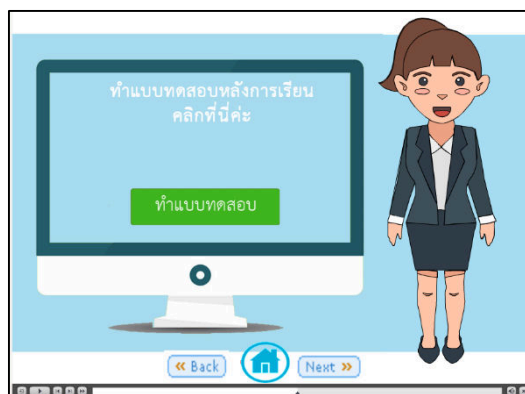 ทำแบบทดสอบหลังการเรียน
คลิกที่นี่ค่ะ
ทำแบบทดสอบ
« Back
Next »